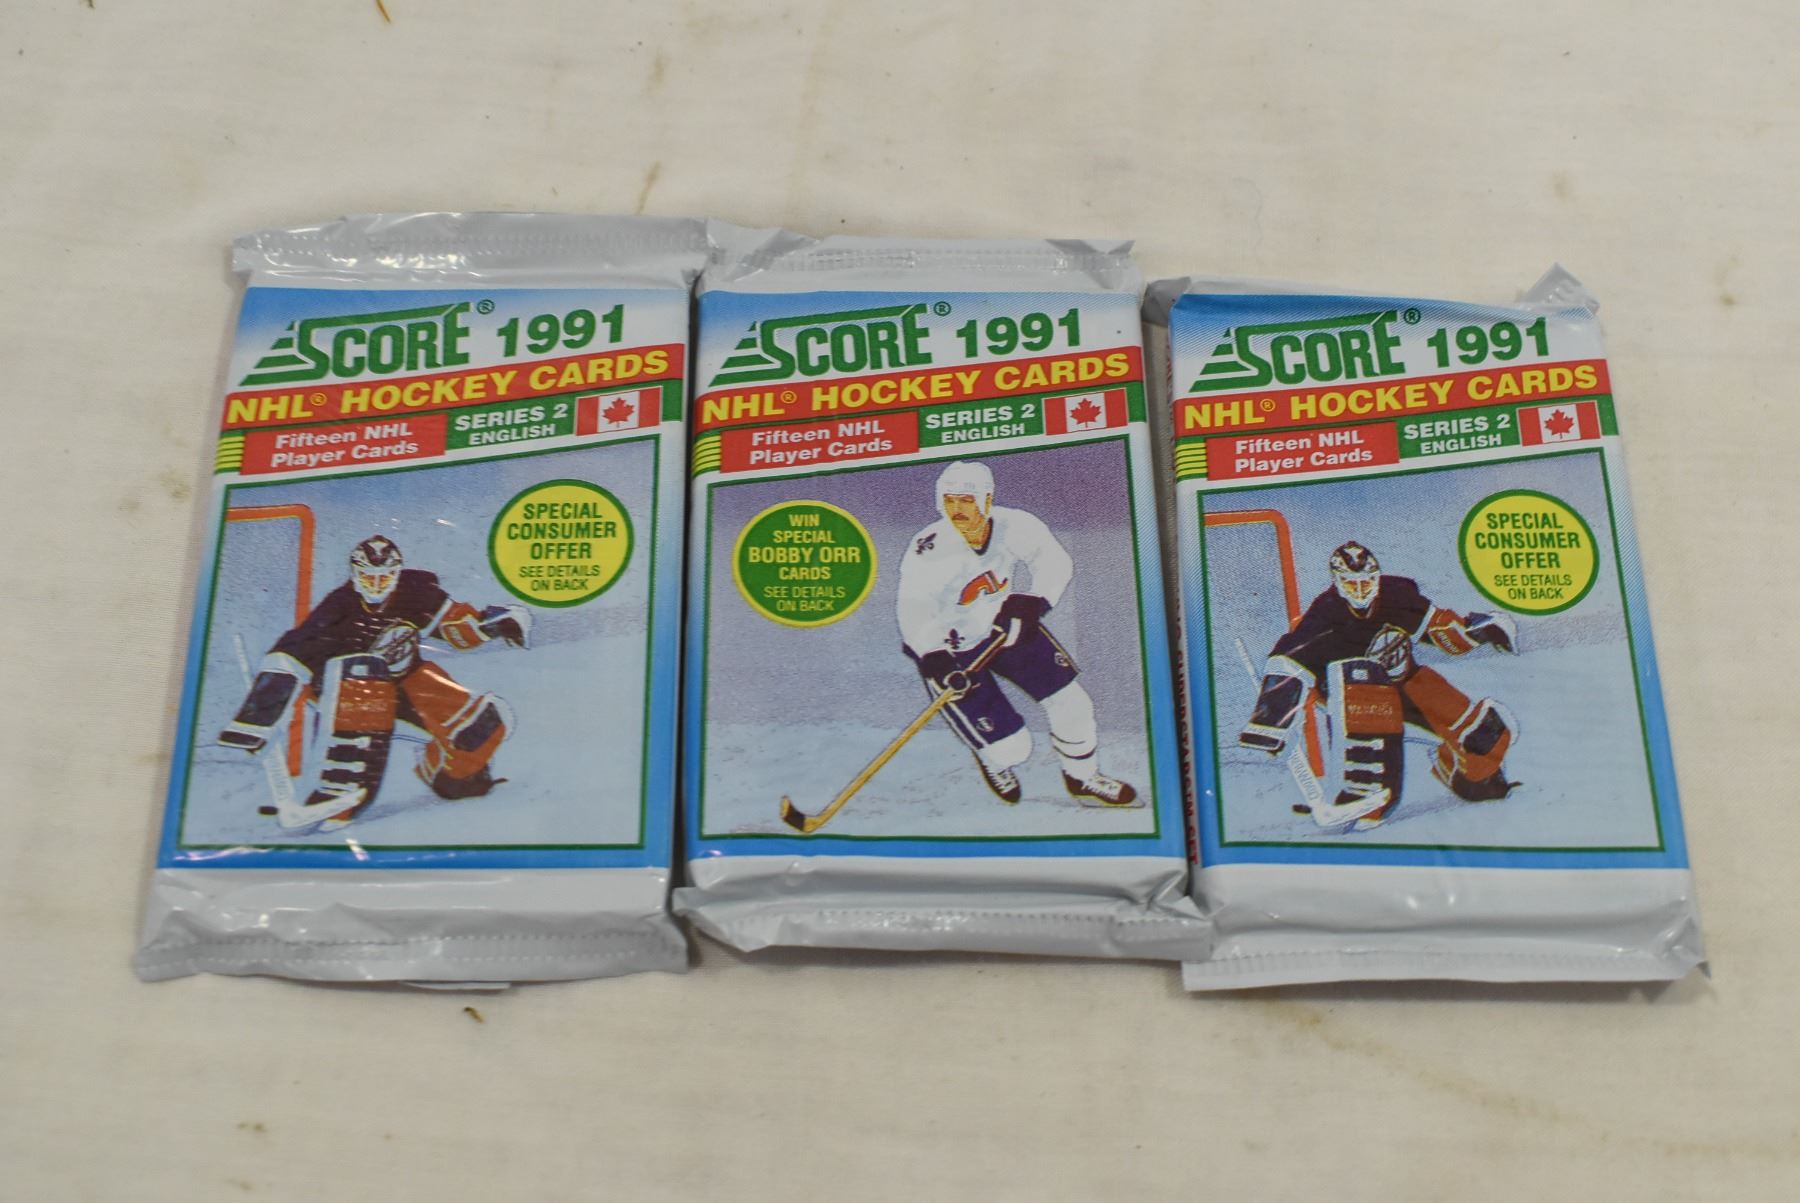 SCORE® 1991
NHL® HOCKEY CARDS
Fifteen NHL
Player Cards
SERIES 2
ENGLISH
SPECIAL
CONSUMER
OFFER
SEE DETAILS
ON BACK
SCORE® 1991
NHL® HOCKEY CARDS
Fifteen NHL
Player Cards
SERIES 2
ENGLISH
WIN
SPECIAL
BOBBY ORR
CARDS
SEE DETAILS
ON BACK
SCORE® 1991
NHL® HOCKEY CARDS
Fifteen NHL
Player Cards
SERIES 2
ENGLISH
SPECIAL
CONSUMER
OFFER
SEE DETAILS
ON BACK